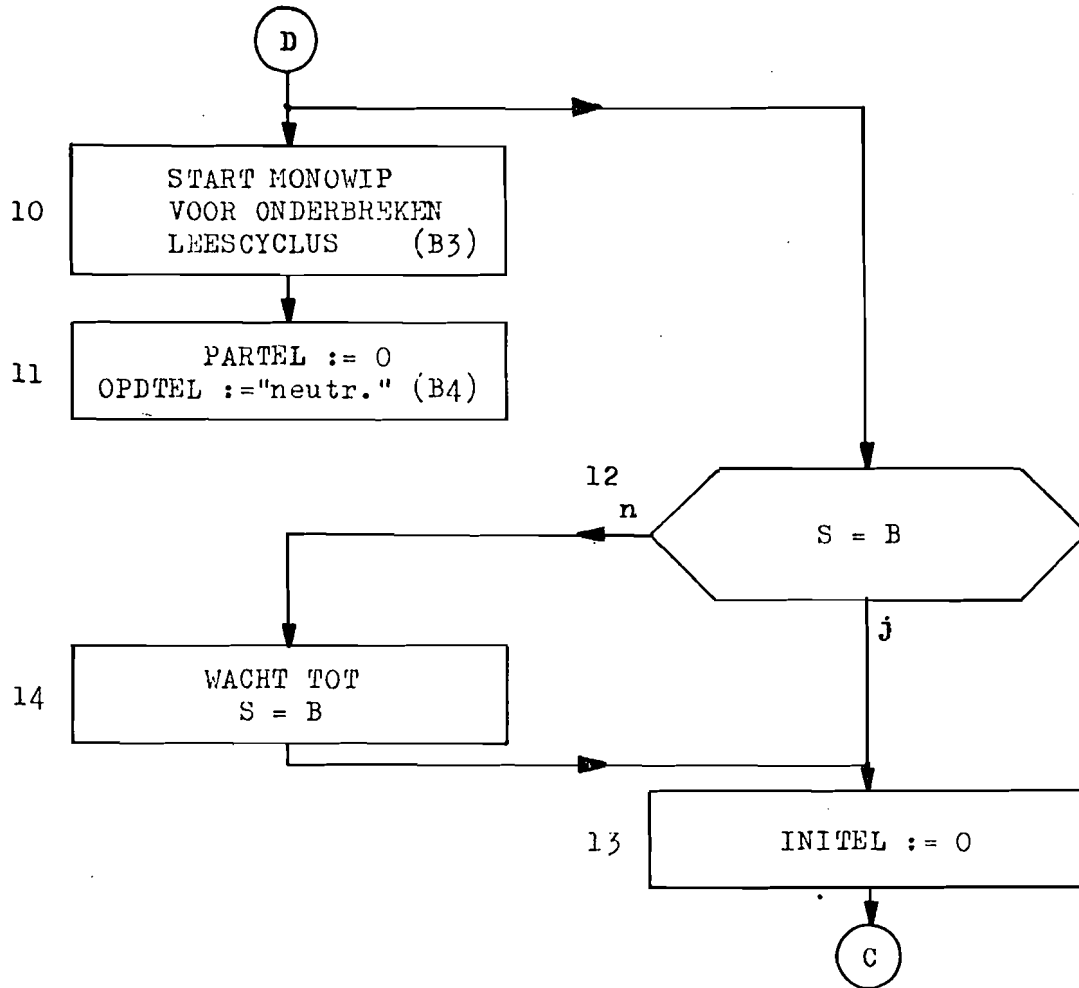 D
10
START MONOWIP
VOOR ONDERBREKEN
LEESCYCLUS (B3)
11
PARTEL := 0
OPDTEL :="neutr." (B4)
12
n
S = B
j
14
WACHT TOT
S = B
13
INITEL := 0
C